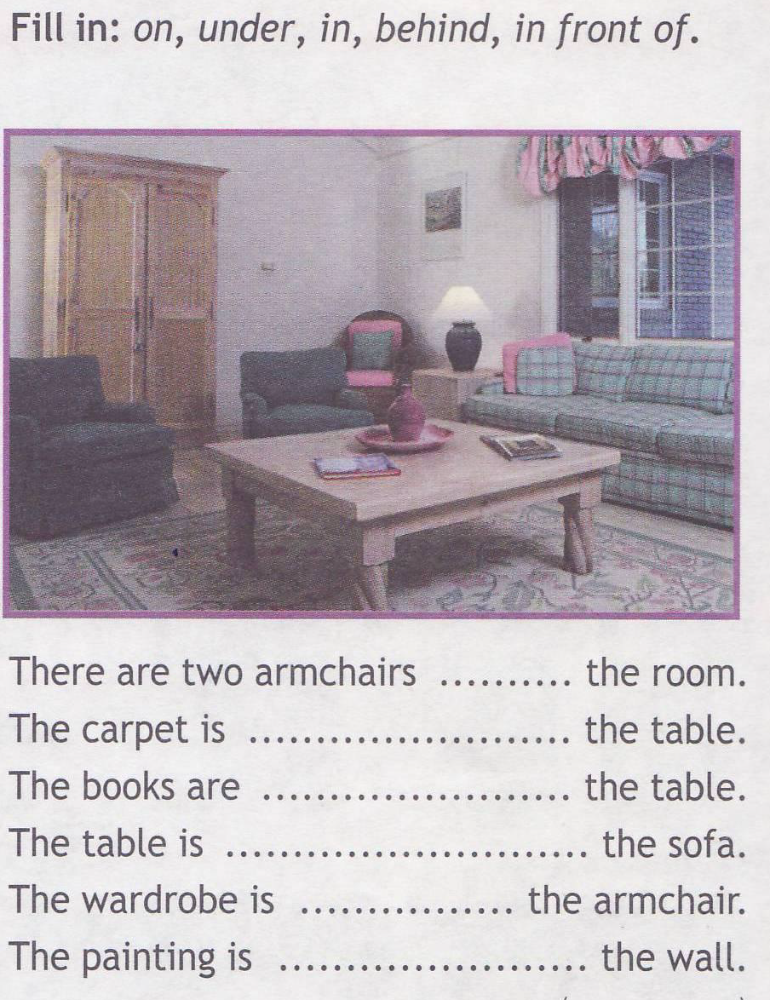 Fill in: on, under, in, behind, in front of.
There are two armchairs .......... the room.
The carpet is ........................ the table.
The books are ....................... the table.
The table is ........................... the sofa.
The wardrobe is ................ the armchair.
The painting is ....................... the wall.